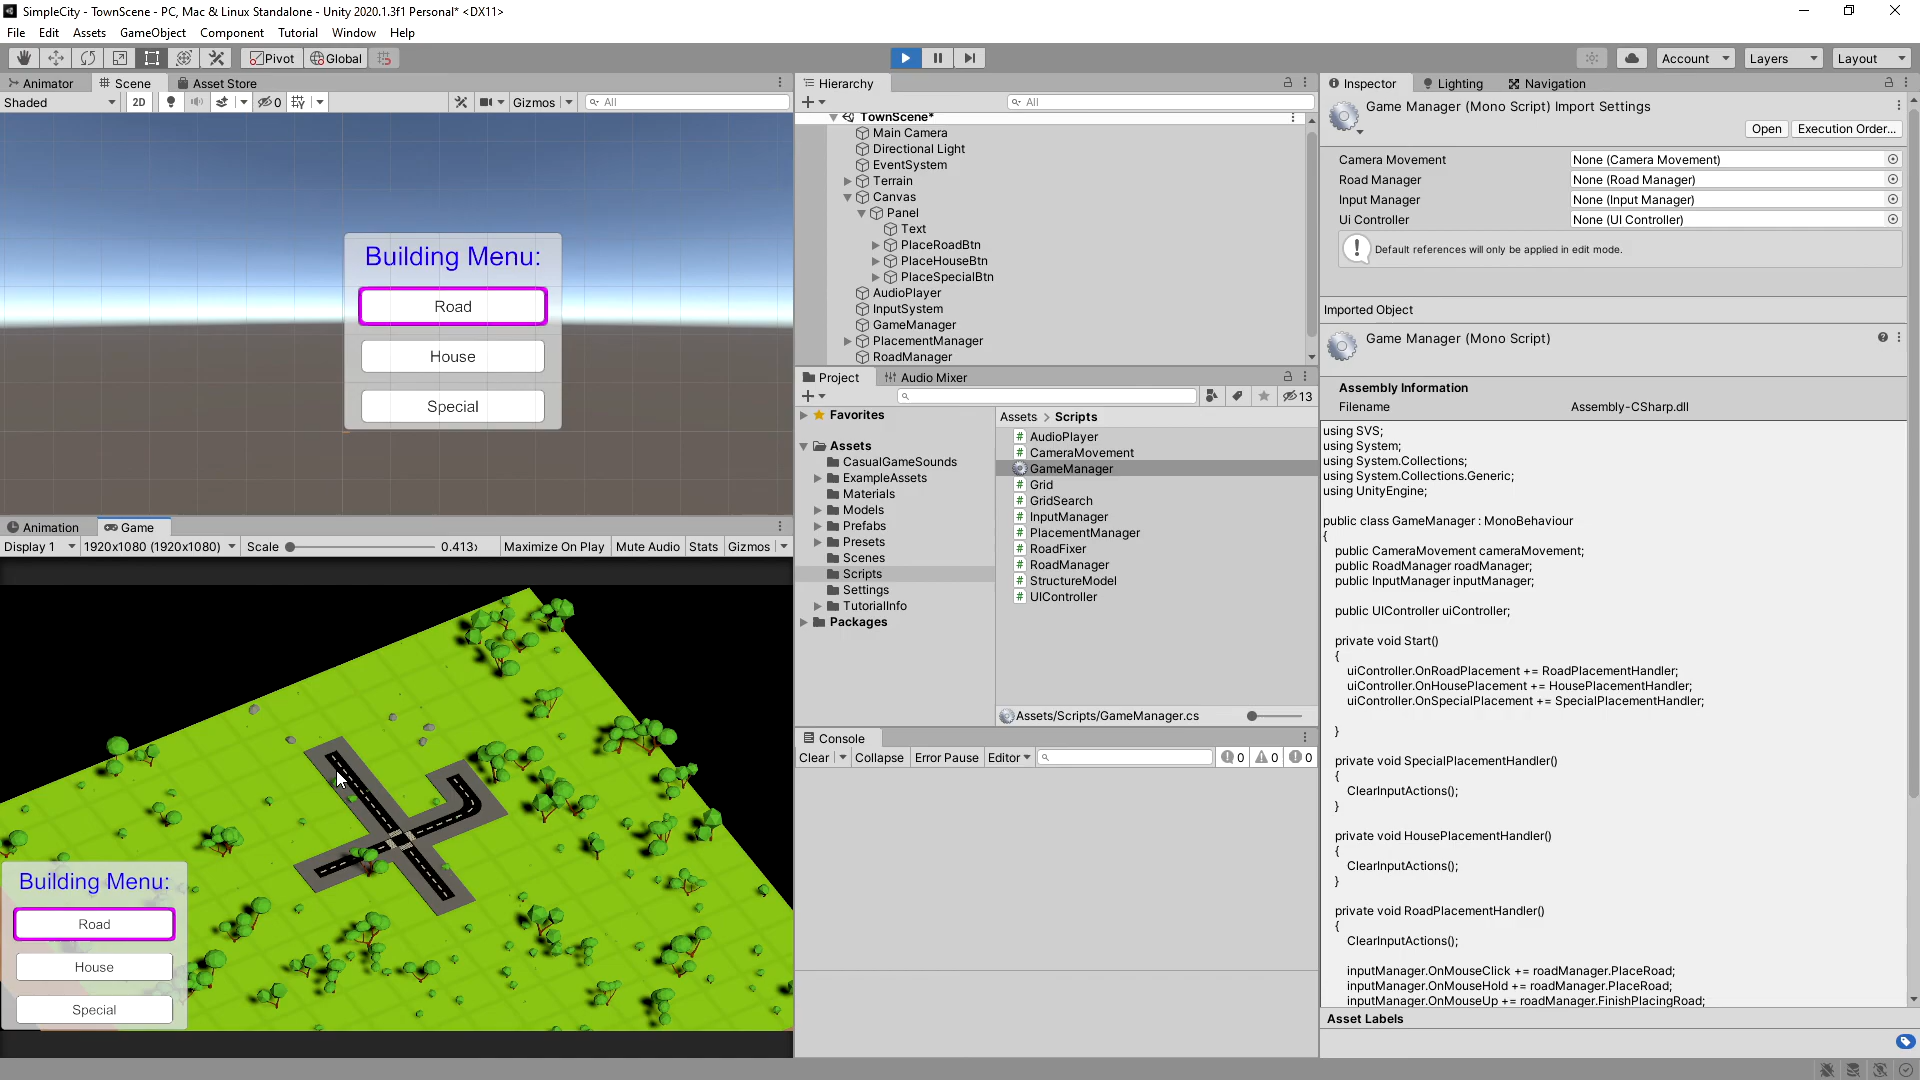 SimpleCity - TownScene - PC, Mac & Linux Standalone - Unity 2020.1.3f1 Personal* <DX11>
File Edit Assets GameObject Component Tutorial Window Help
Pivot Global Account Layers Layout
Animator Scene Asset Store
Shaded 2D 0 Gizmos All
Building Menu:
Road
House
Special
Animation Game
Display 1 1920x1080 (1920x1080) Scale 0.413 Maximize On Play Mute Audio Stats Gizmos
Building Menu:
Road
House
Special
Hierarchy
All
TownScene*
Main Camera
Directional Light
EventSystem
Terrain
Canvas
Panel
Text
PlaceRoadBtn
PlaceHouseBtn
PlaceSpecialBtn
AudioPlayer
InputSystem
GameManager
PlacementManager
RoadManager
Project Audio Mixer
13
Favorites
Assets
CasualGameSounds
ExampleAssets
Materials
Models
Prefabs
Presets
Scenes
Scripts
Settings
TutorialInfo
Packages
Assets > Scripts
AudioPlayer
CameraMovement
GameManager
Grid
GridSearch
InputManager
PlacementManager
RoadFixer
RoadManager
StructureModel
UIController
Assets/Scripts/GameManager.cs
Console
Clear Collapse Error Pause Editor 0 0 0
Inspector Lighting Navigation
Game Manager (Mono Script) Import Settings
Open Execution Order...
Camera Movement None (Camera Movement)
Road Manager None (Road Manager)
Input Manager None (Input Manager)
Ui Controller None (UI Controller)
Default references will only be applied in edit mode.
Imported Object
Game Manager (Mono Script)
Assembly Information
Filename Assembly-CSharp.dll
using SVS;
using System;
using System.Collections;
using System.Collections.Generic;
using UnityEngine;
public class GameManager : MonoBehaviour
{
public CameraMovement cameraMovement;
public RoadManager roadManager;
public InputManager inputManager;
public UIController uiController;
private void Start()
{
uiController.OnRoadPlacement += RoadPlacementHandler;
uiController.OnHousePlacement += HousePlacementHandler;
uiController.OnSpecialPlacement += SpecialPlacementHandler;
}
private void SpecialPlacementHandler()
{
ClearInputActions();
}
private void HousePlacementHandler()
{
ClearInputActions();
}
private void RoadPlacementHandler()
{
ClearInputActions();
inputManager.OnMouseClick += roadManager.PlaceRoad;
inputManager.OnMouseHold += roadManager.PlaceRoad;
inputManager.OnMouseUp += roadManager.FinishPlacingRoad;
Asset Labels